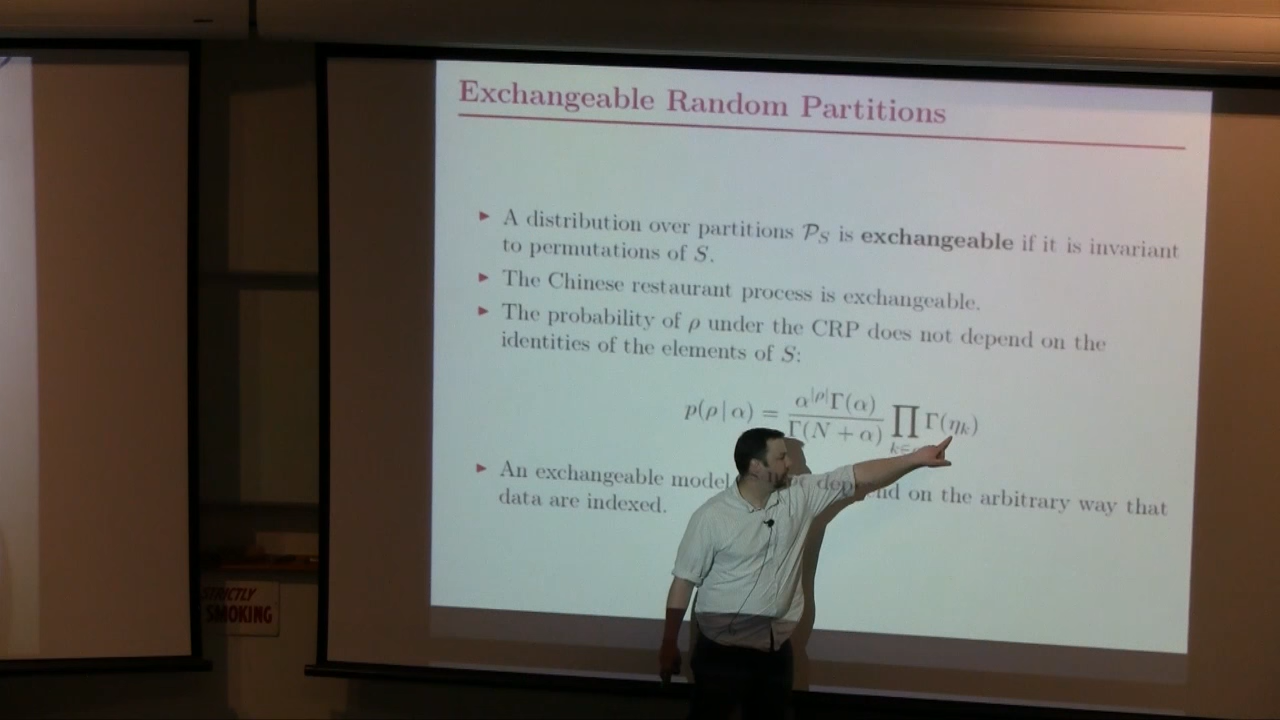 Exchangeable Random Partitions
▶ A distribution over partitions 𝒫_S is exchangeable if it is invariant
to permutations of S.
▶ The Chinese restaurant process is exchangeable.
▶ The probability of ρ under the CRP does not depend on the
identities of the elements of S:
p(ρ | α) = α^|ρ| Γ(α) / Γ(N + α) ∏ Γ(η_k)
▶ An exchangeable model depend on the arbitrary way that
data are indexed.
STRICTLY
SMOKING